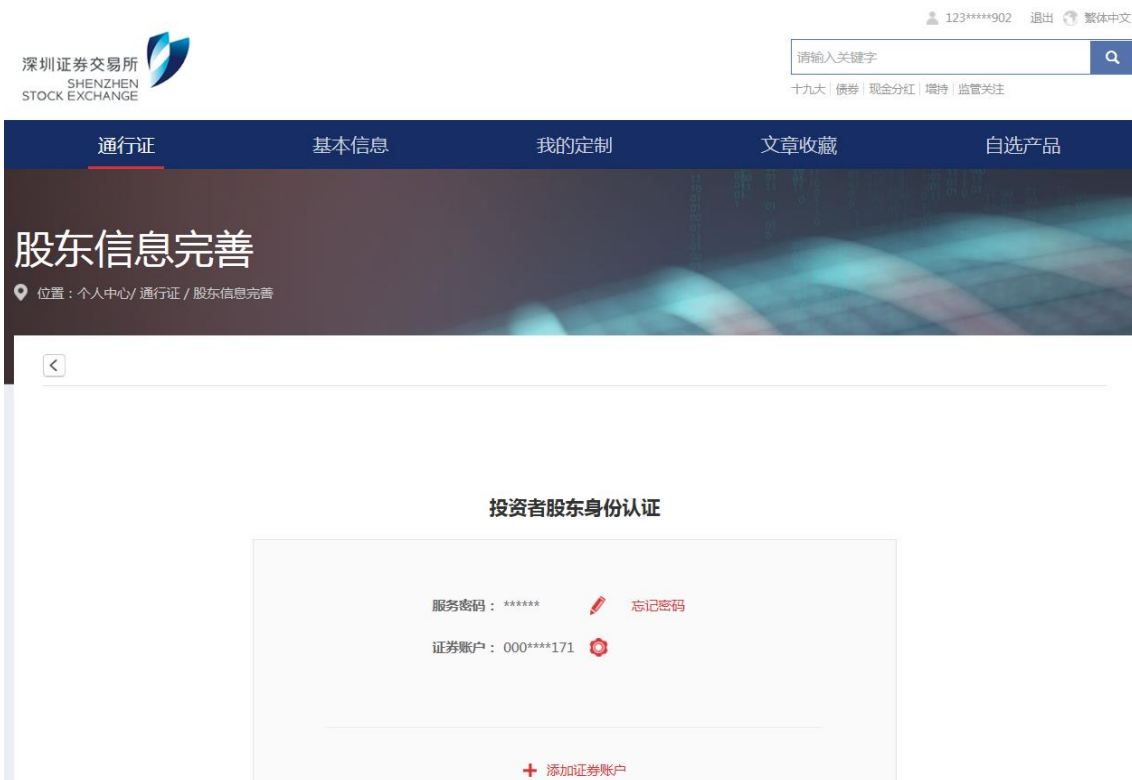 123*****902 退出 繁体中文
深圳证券交易所
SHENZHEN
STOCK EXCHANGE
请输入关键字
十九大 | 债券 | 现金分红 | 增持 | 监管关注
通行证 基本信息 我的定制 文章收藏 自选产品
股东信息完善
位置：个人中心/ 通行证 / 股东信息完善
投资者股东身份认证
服务密码： ****** 忘记密码
证券账户： 000****171
添加证券账户